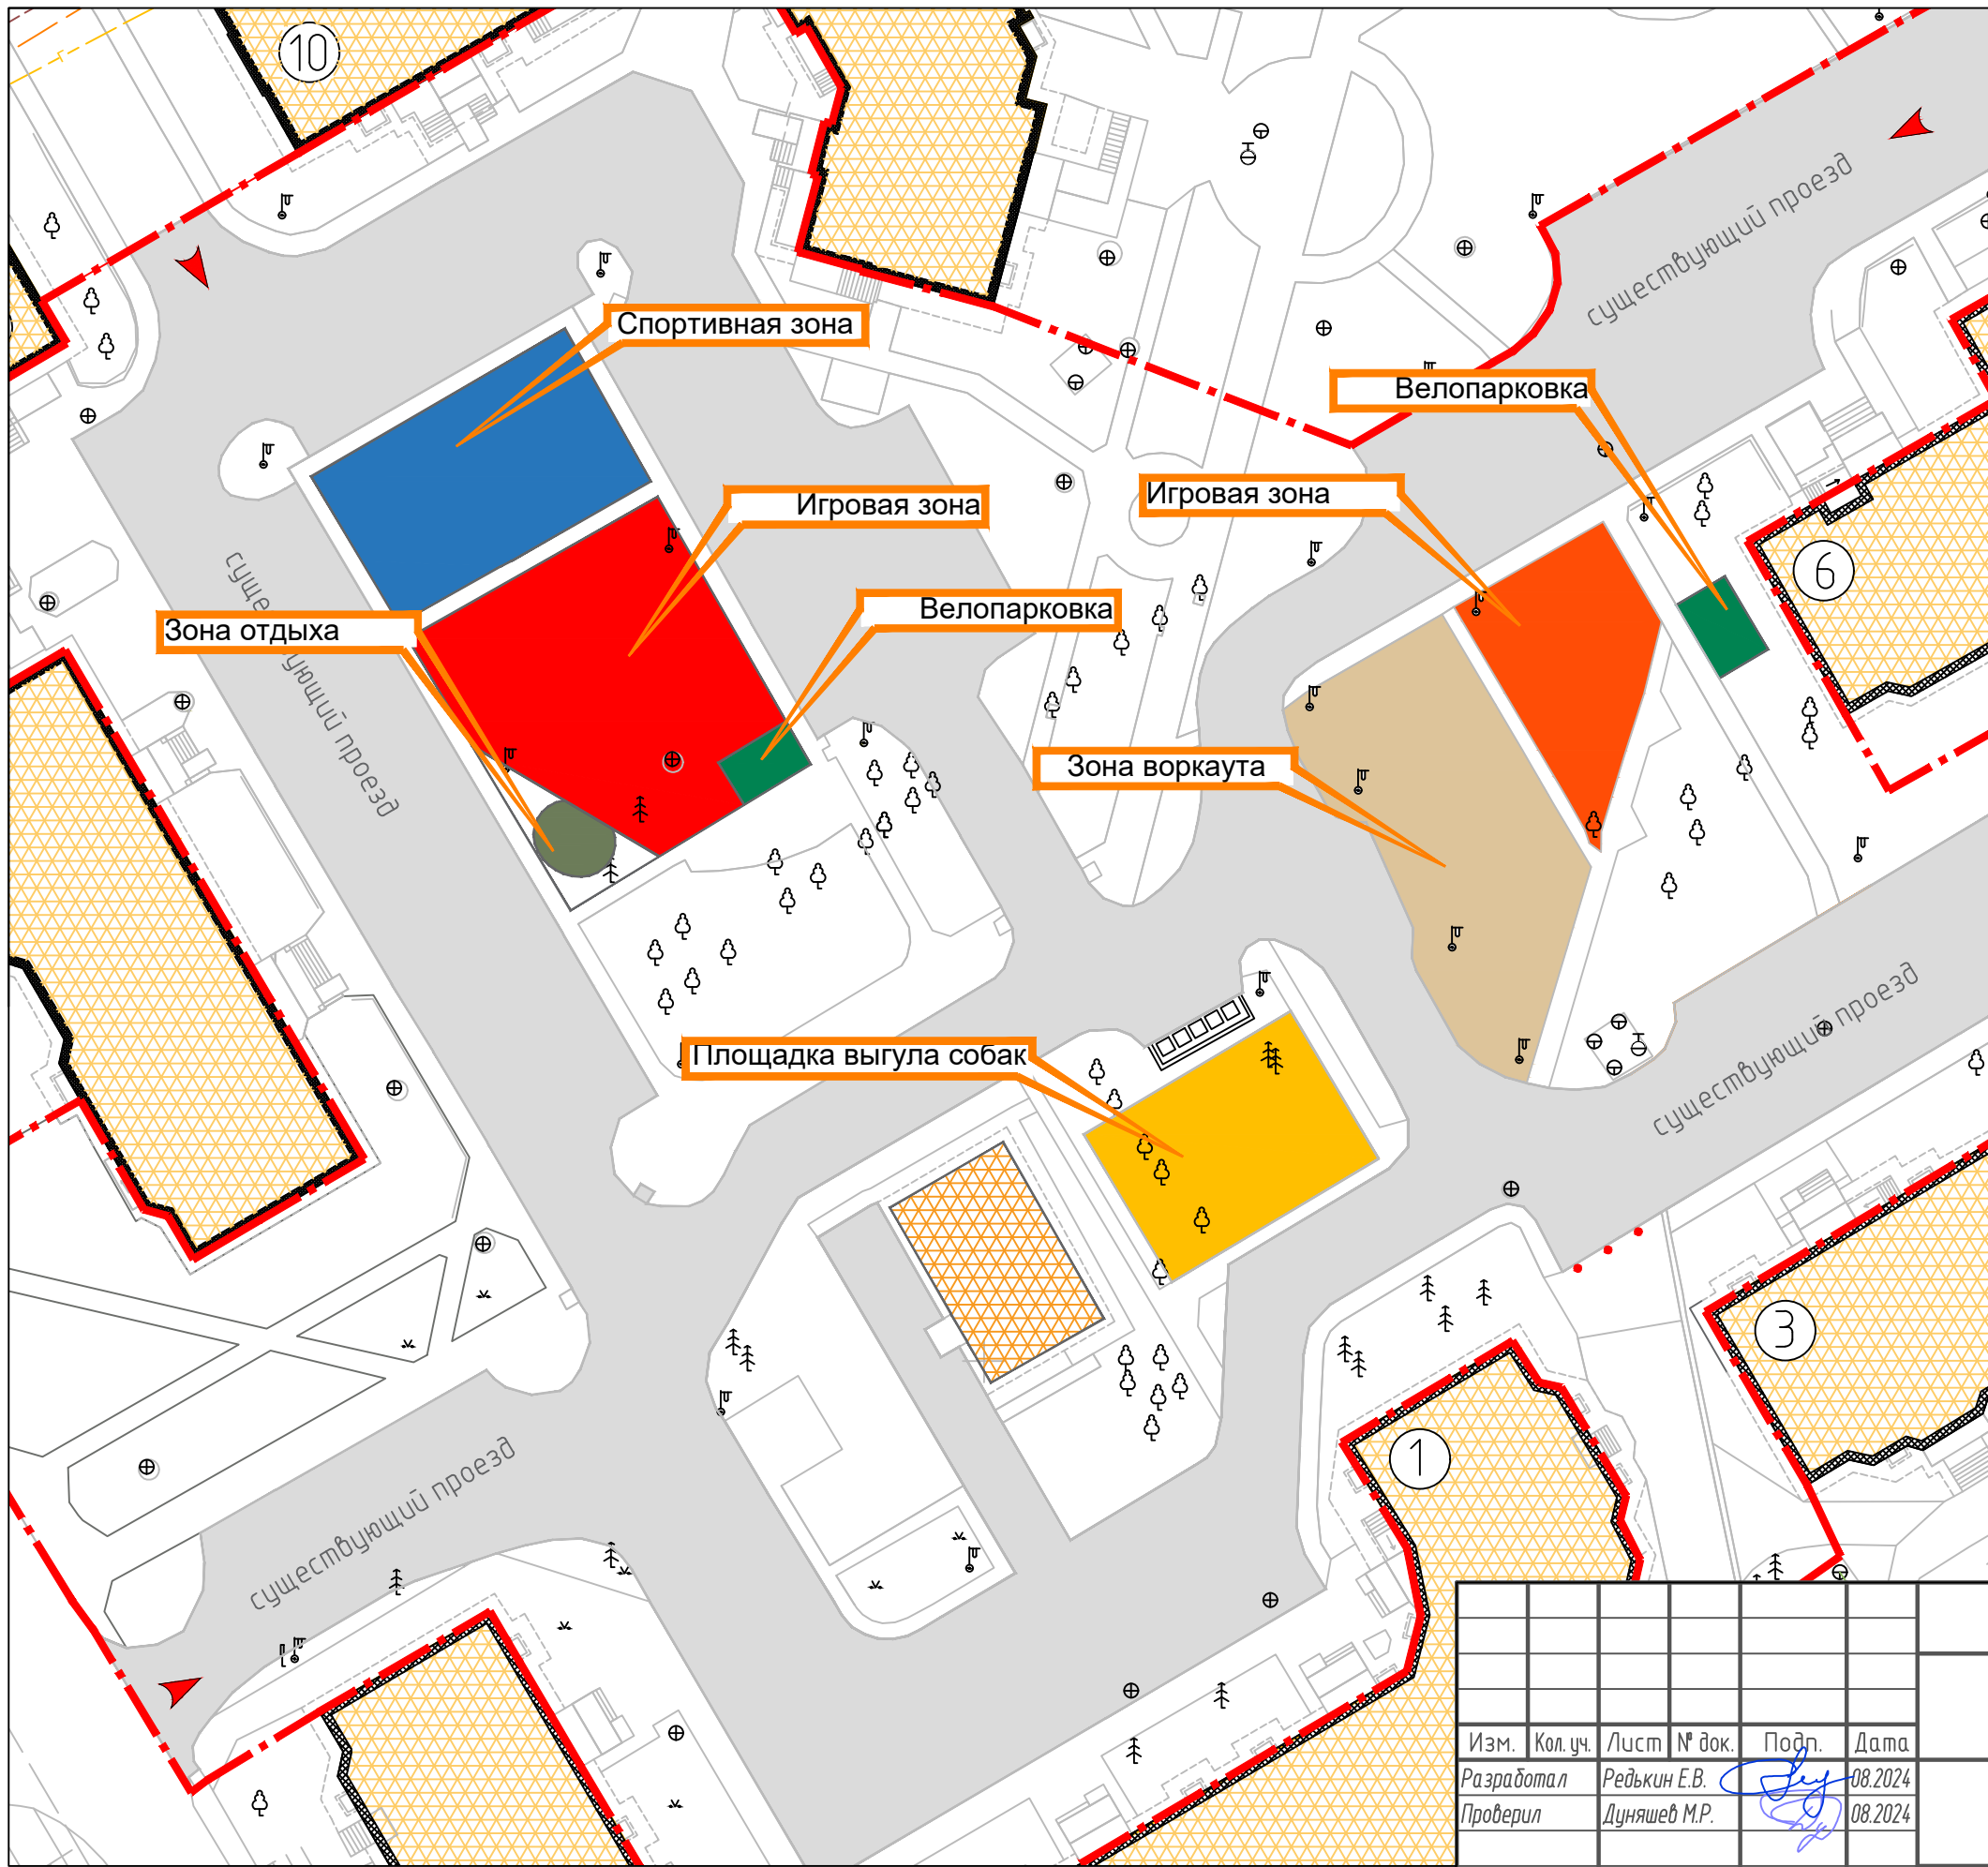 10
существующий проезд
Спортивная зона
Велопарковка
Игровая зона
Игровая зона
6
Велопарковка
Зона отдыха
существующий проезд
Зона воркаута
Площадка выгула собак
существующий проезд
3
1
существующий проезд
Изм. Кол. уч. Лист № док. Подп. Дата
Разработал Редькин Е.В. 08.2024
Проверил Дуняшев М.Р. 08.2024